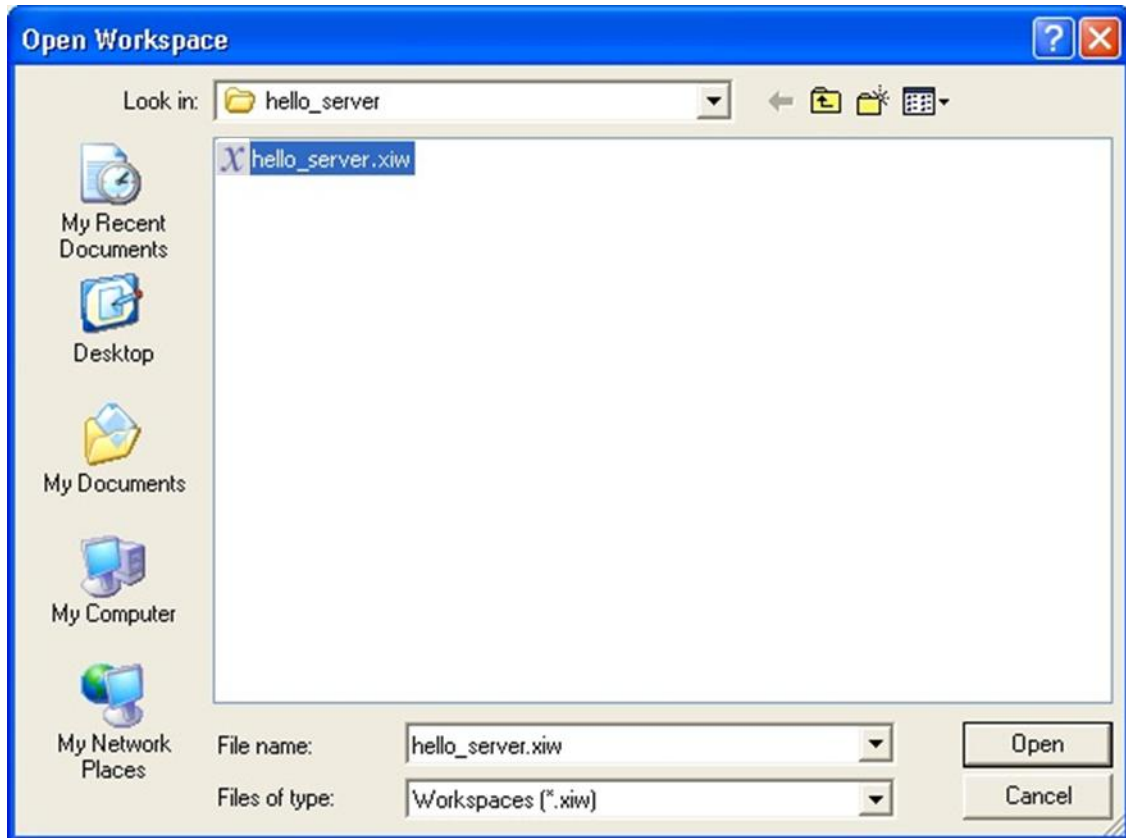 Open Workspace
Look in: hello_server
hello_server.xiw
My Recent
Documents
Desktop
My Documents
My Computer
My Network
Places
File name: hello_server.xiw Open
Files of type: Workspaces (*.xiw) Cancel